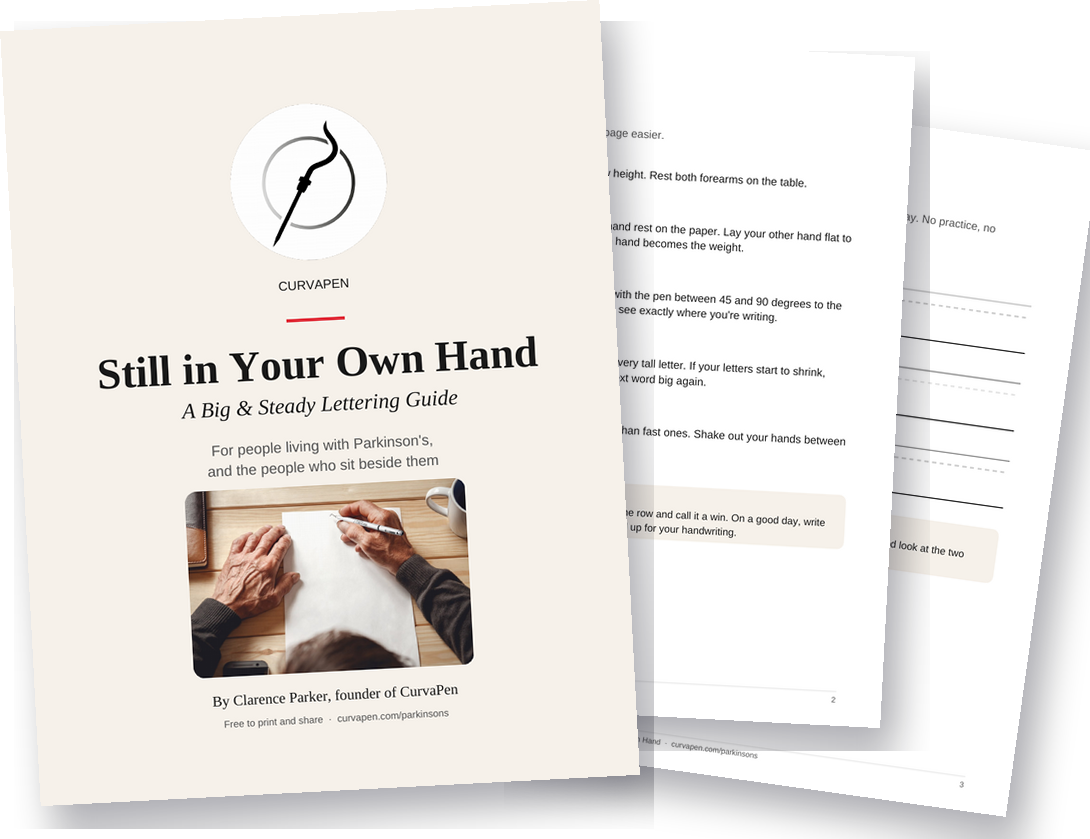 CURVAPEN
Still in Your Own Hand
A Big & Steady Lettering Guide
For people living with Parkinson's,
and the people who sit beside them
By Clarence Parker, founder of CurvaPen
Free to print and share · curvapen.com/parkinsons
page easier.
height. Rest both forearms on the table.
hand rest on the paper. Lay your other hand flat to
hand becomes the weight.
with the pen between 45 and 90 degrees to the
see exactly where you're writing.
very tall letter. If your letters start to shrink,
word big again.
than fast ones. Shake out your hands between
row and call it a win. On a good day, write
up for your handwriting.
2
No practice, no
look at the two
Hand · curvapen.com/parkinsons
3